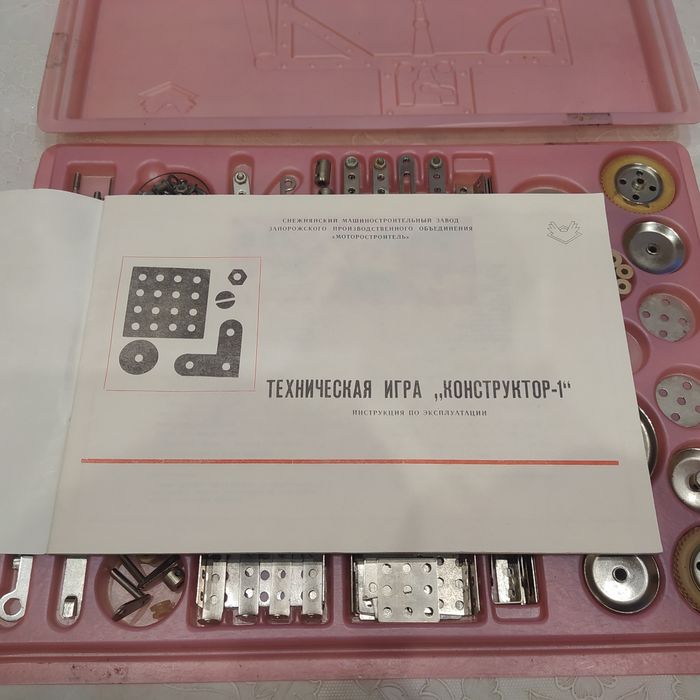 СНЕЖНЯНСКИЙ МАШИНОСТРОИТЕЛЬНЫЙ ЗАВОД
ЗАПОРОЖСКОГО ПРОИЗВОДСТВЕННОГО ОБЪЕДИНЕНИЯ
«МОТОРОСТРОИТЕЛЬ»
ТЕХНИЧЕСКАЯ ИГРА „КОНСТРУКТОР-1“
ИНСТРУКЦИЯ ПО ЭКСПЛУАТАЦИИ